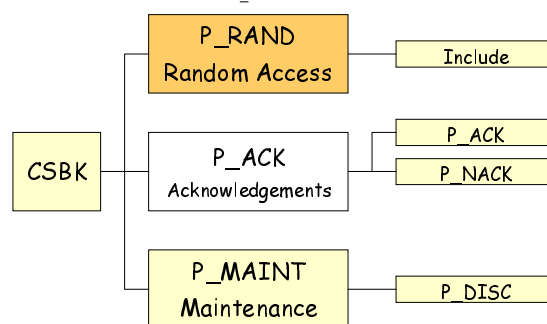 P_RAND
Random Access
Include
CSBK
P_ACK
Acknowledgements
P_ACK
P_NACK
P_MAINT
Maintenance
P_DISC